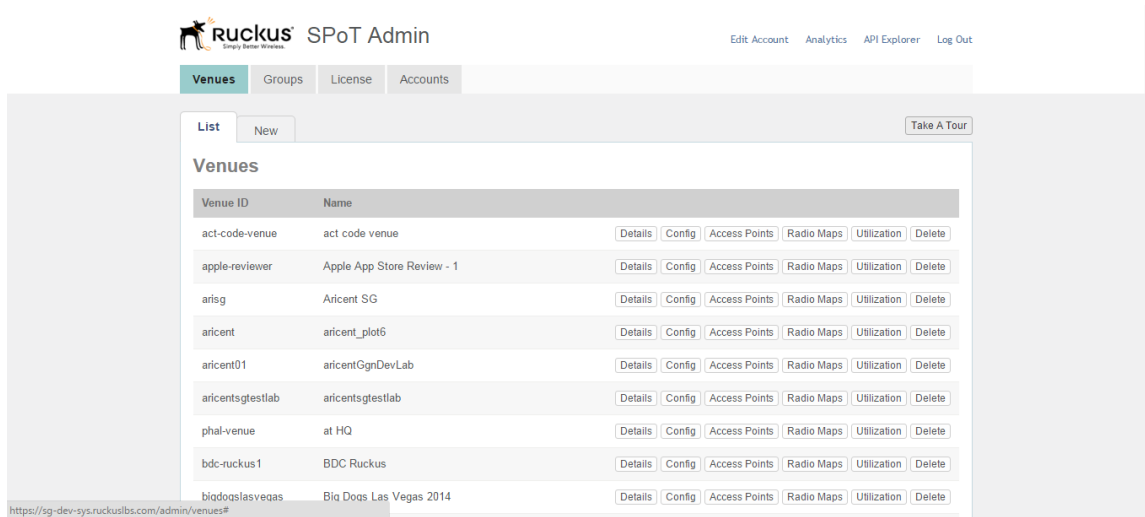 Ruckus SPoT Admin
Simply Better Wireless.
Edit Account Analytics API Explorer Log Out
Venues Groups License Accounts
List New Take A Tour
Venues
Venue ID Name
act-code-venue act code venue Details Config Access Points Radio Maps Utilization Delete
apple-reviewer Apple App Store Review - 1 Details Config Access Points Radio Maps Utilization Delete
arisg Aricent SG Details Config Access Points Radio Maps Utilization Delete
aricent aricent_plot6 Details Config Access Points Radio Maps Utilization Delete
aricent01 aricentGgnDevLab Details Config Access Points Radio Maps Utilization Delete
aricentsgtestlab aricentsgtestlab Details Config Access Points Radio Maps Utilization Delete
phal-venue at HQ Details Config Access Points Radio Maps Utilization Delete
bdc-ruckus1 BDC Ruckus Details Config Access Points Radio Maps Utilization Delete
bigdogslasvegas Big Dogs Las Vegas 2014 Details Config Access Points Radio Maps Utilization Delete
https://sg-dev-sys.ruckuslbs.com/admin/venues#